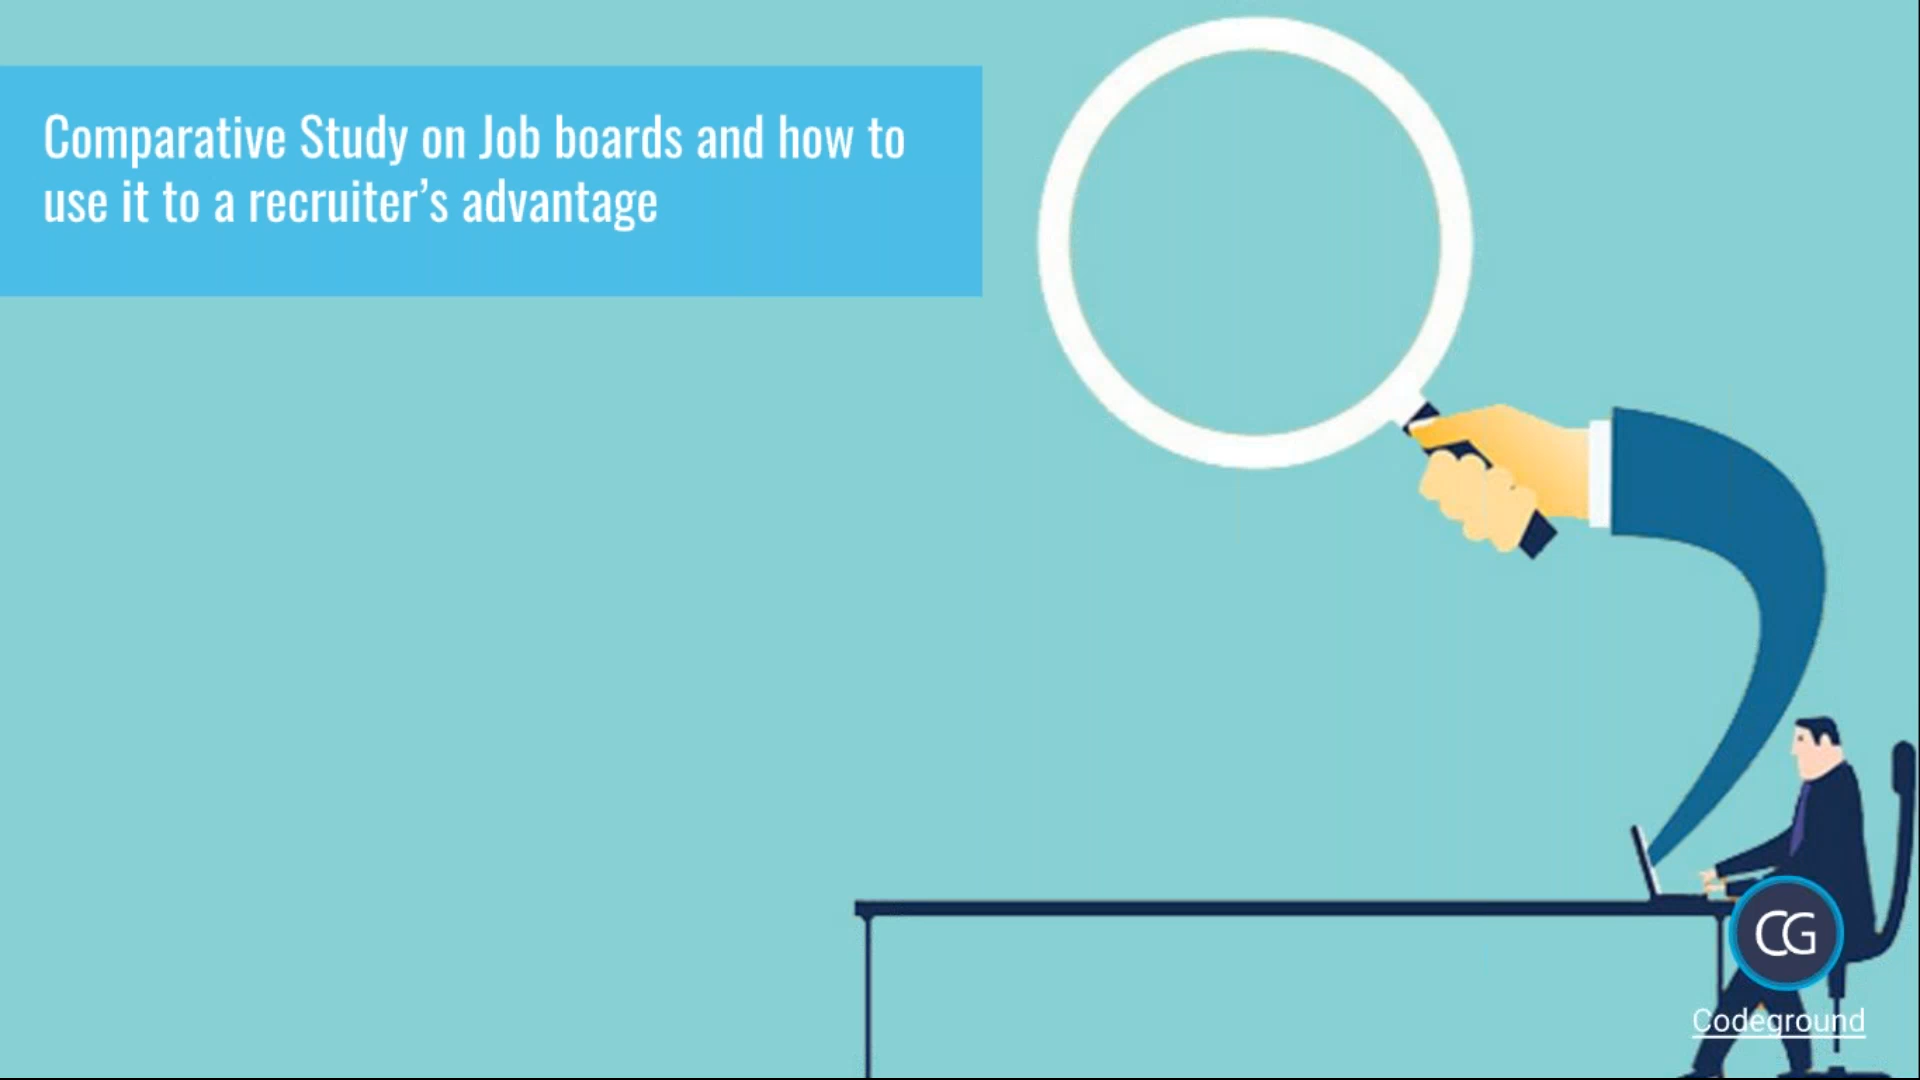 Comparative Study on Job boards and how to
use it to a recruiter’s advantage
CG
Codeground